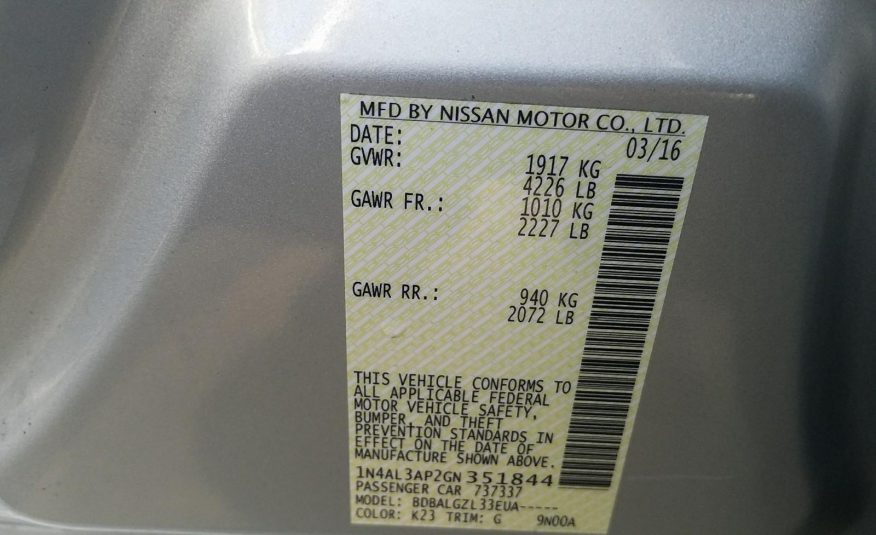 MFD BY NISSAN MOTOR CO., LTD.
DATE: 03/16
GVWR: 1917 KG
4226 LB
GAWR FR.: 1010 KG
2227 LB
GAWR RR.: 940 KG
2072 LB
THIS VEHICLE CONFORMS TO
ALL APPLICABLE FEDERAL
MOTOR VEHICLE SAFETY,
BUMPER, AND THEFT
PREVENTION STANDARDS IN
EFFECT ON THE DATE OF
MANUFACTURE SHOWN ABOVE.
1N4AL3AP2GN351844
PASSENGER CAR 737337
MODEL: BDBALGZL33EUA-----
COLOR: K23 TRIM: G 9N00A